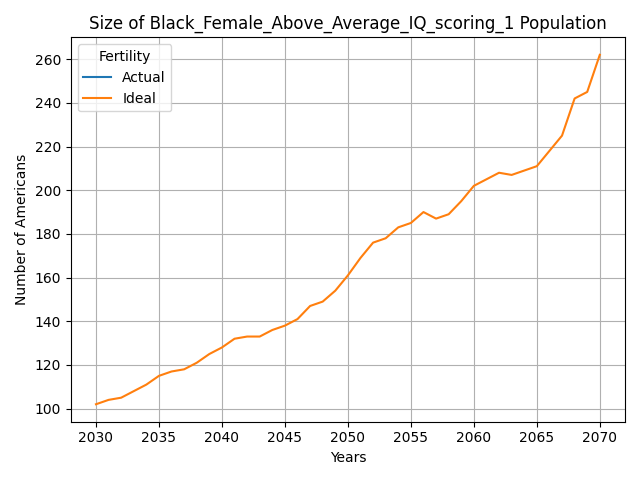 Size of Black_Female_Above_Average_IQ_scoring_1 Population
Fertility
Actual
Ideal
Number of Americans
260
240
220
200
180
160
140
120
100
2030 2035 2040 2045 2050 2055 2060 2065 2070
Years